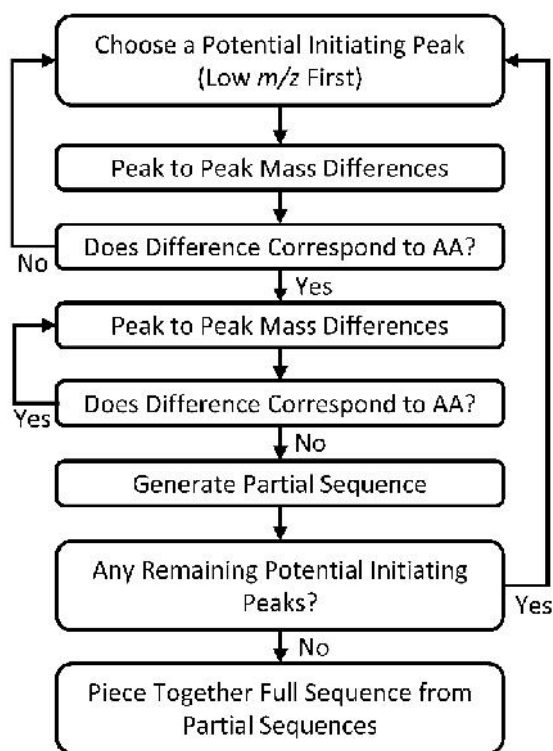 Choose a Potential Initiating Peak
(Low m/z First)
Peak to Peak Mass Differences
Does Difference Correspond to AA?
No
Yes
Peak to Peak Mass Differences
Does Difference Correspond to AA?
Yes
No
Generate Partial Sequence
Any Remaining Potential Initiating
Peaks?
Yes
No
Piece Together Full Sequence from
Partial Sequences